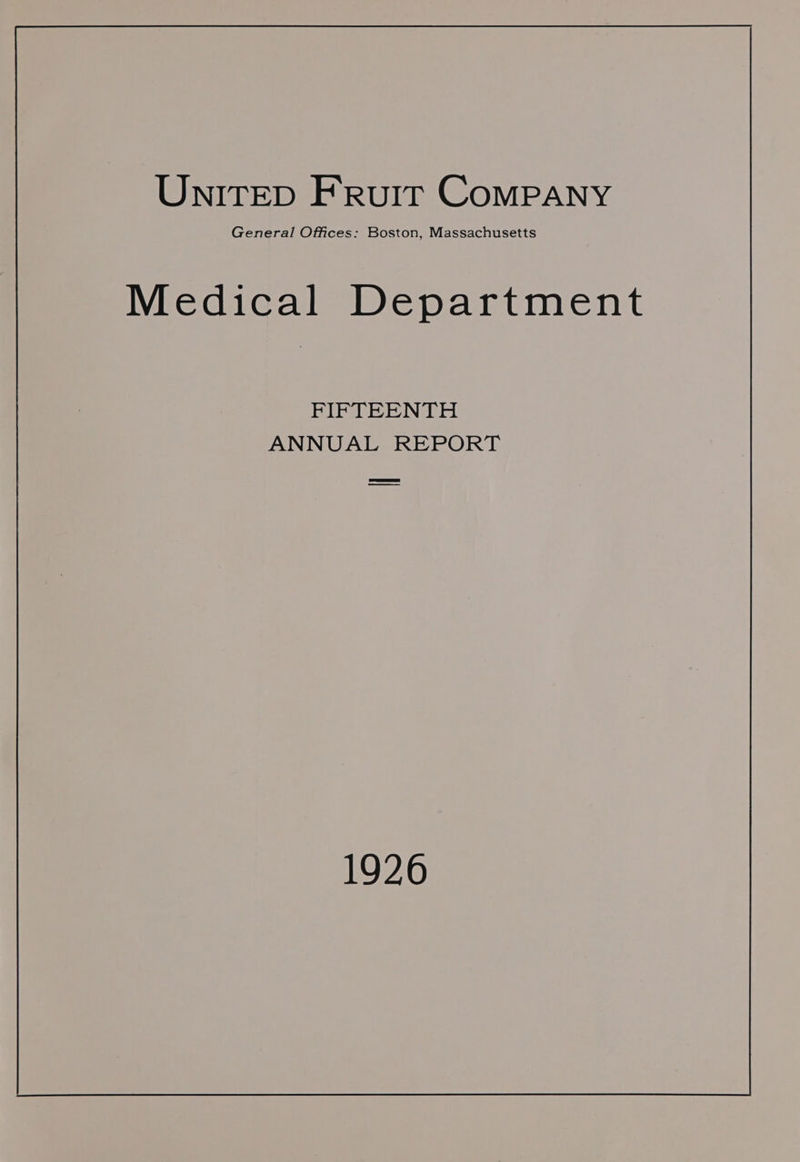 UNITED FRUIT COMPANY
General Offices: Boston, Massachusetts
Medical Department
FIFTEENTH
ANNUAL REPORT
1926